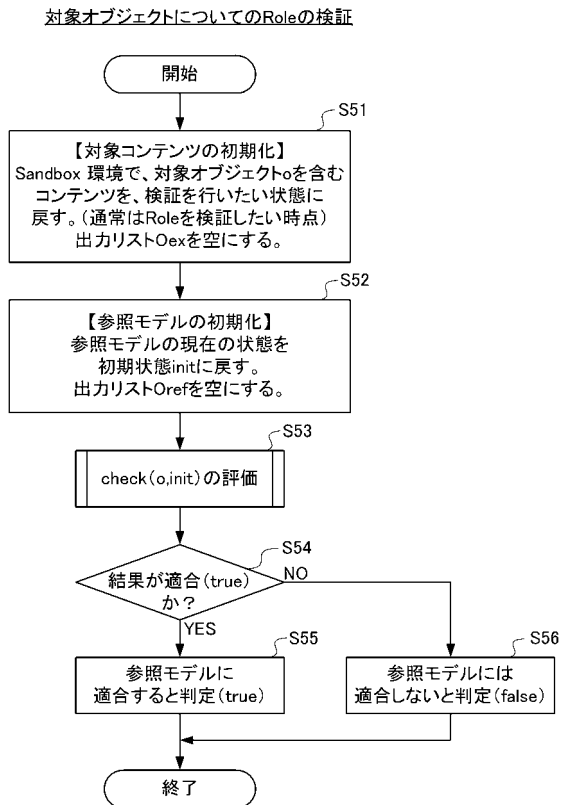 対象オブジェクトについてのRoleの検証
開始
S51
【対象コンテンツの初期化】
Sandbox 環境で、対象オブジェクトoを含む
コンテンツを、検証を行いたい状態に
戻す。(通常はRoleを検証したい時点)
出力リストOexを空にする。
S52
【参照モデルの初期化】
参照モデルの現在の状態を
初期状態initに戻す。
出力リストOrefを空にする。
S53
check(o,init)の評価
S54
結果が適合(true)
か?
NO
YES
S55
参照モデルに
適合すると判定(true)
S56
参照モデルには
適合しないと判定(false)
終了